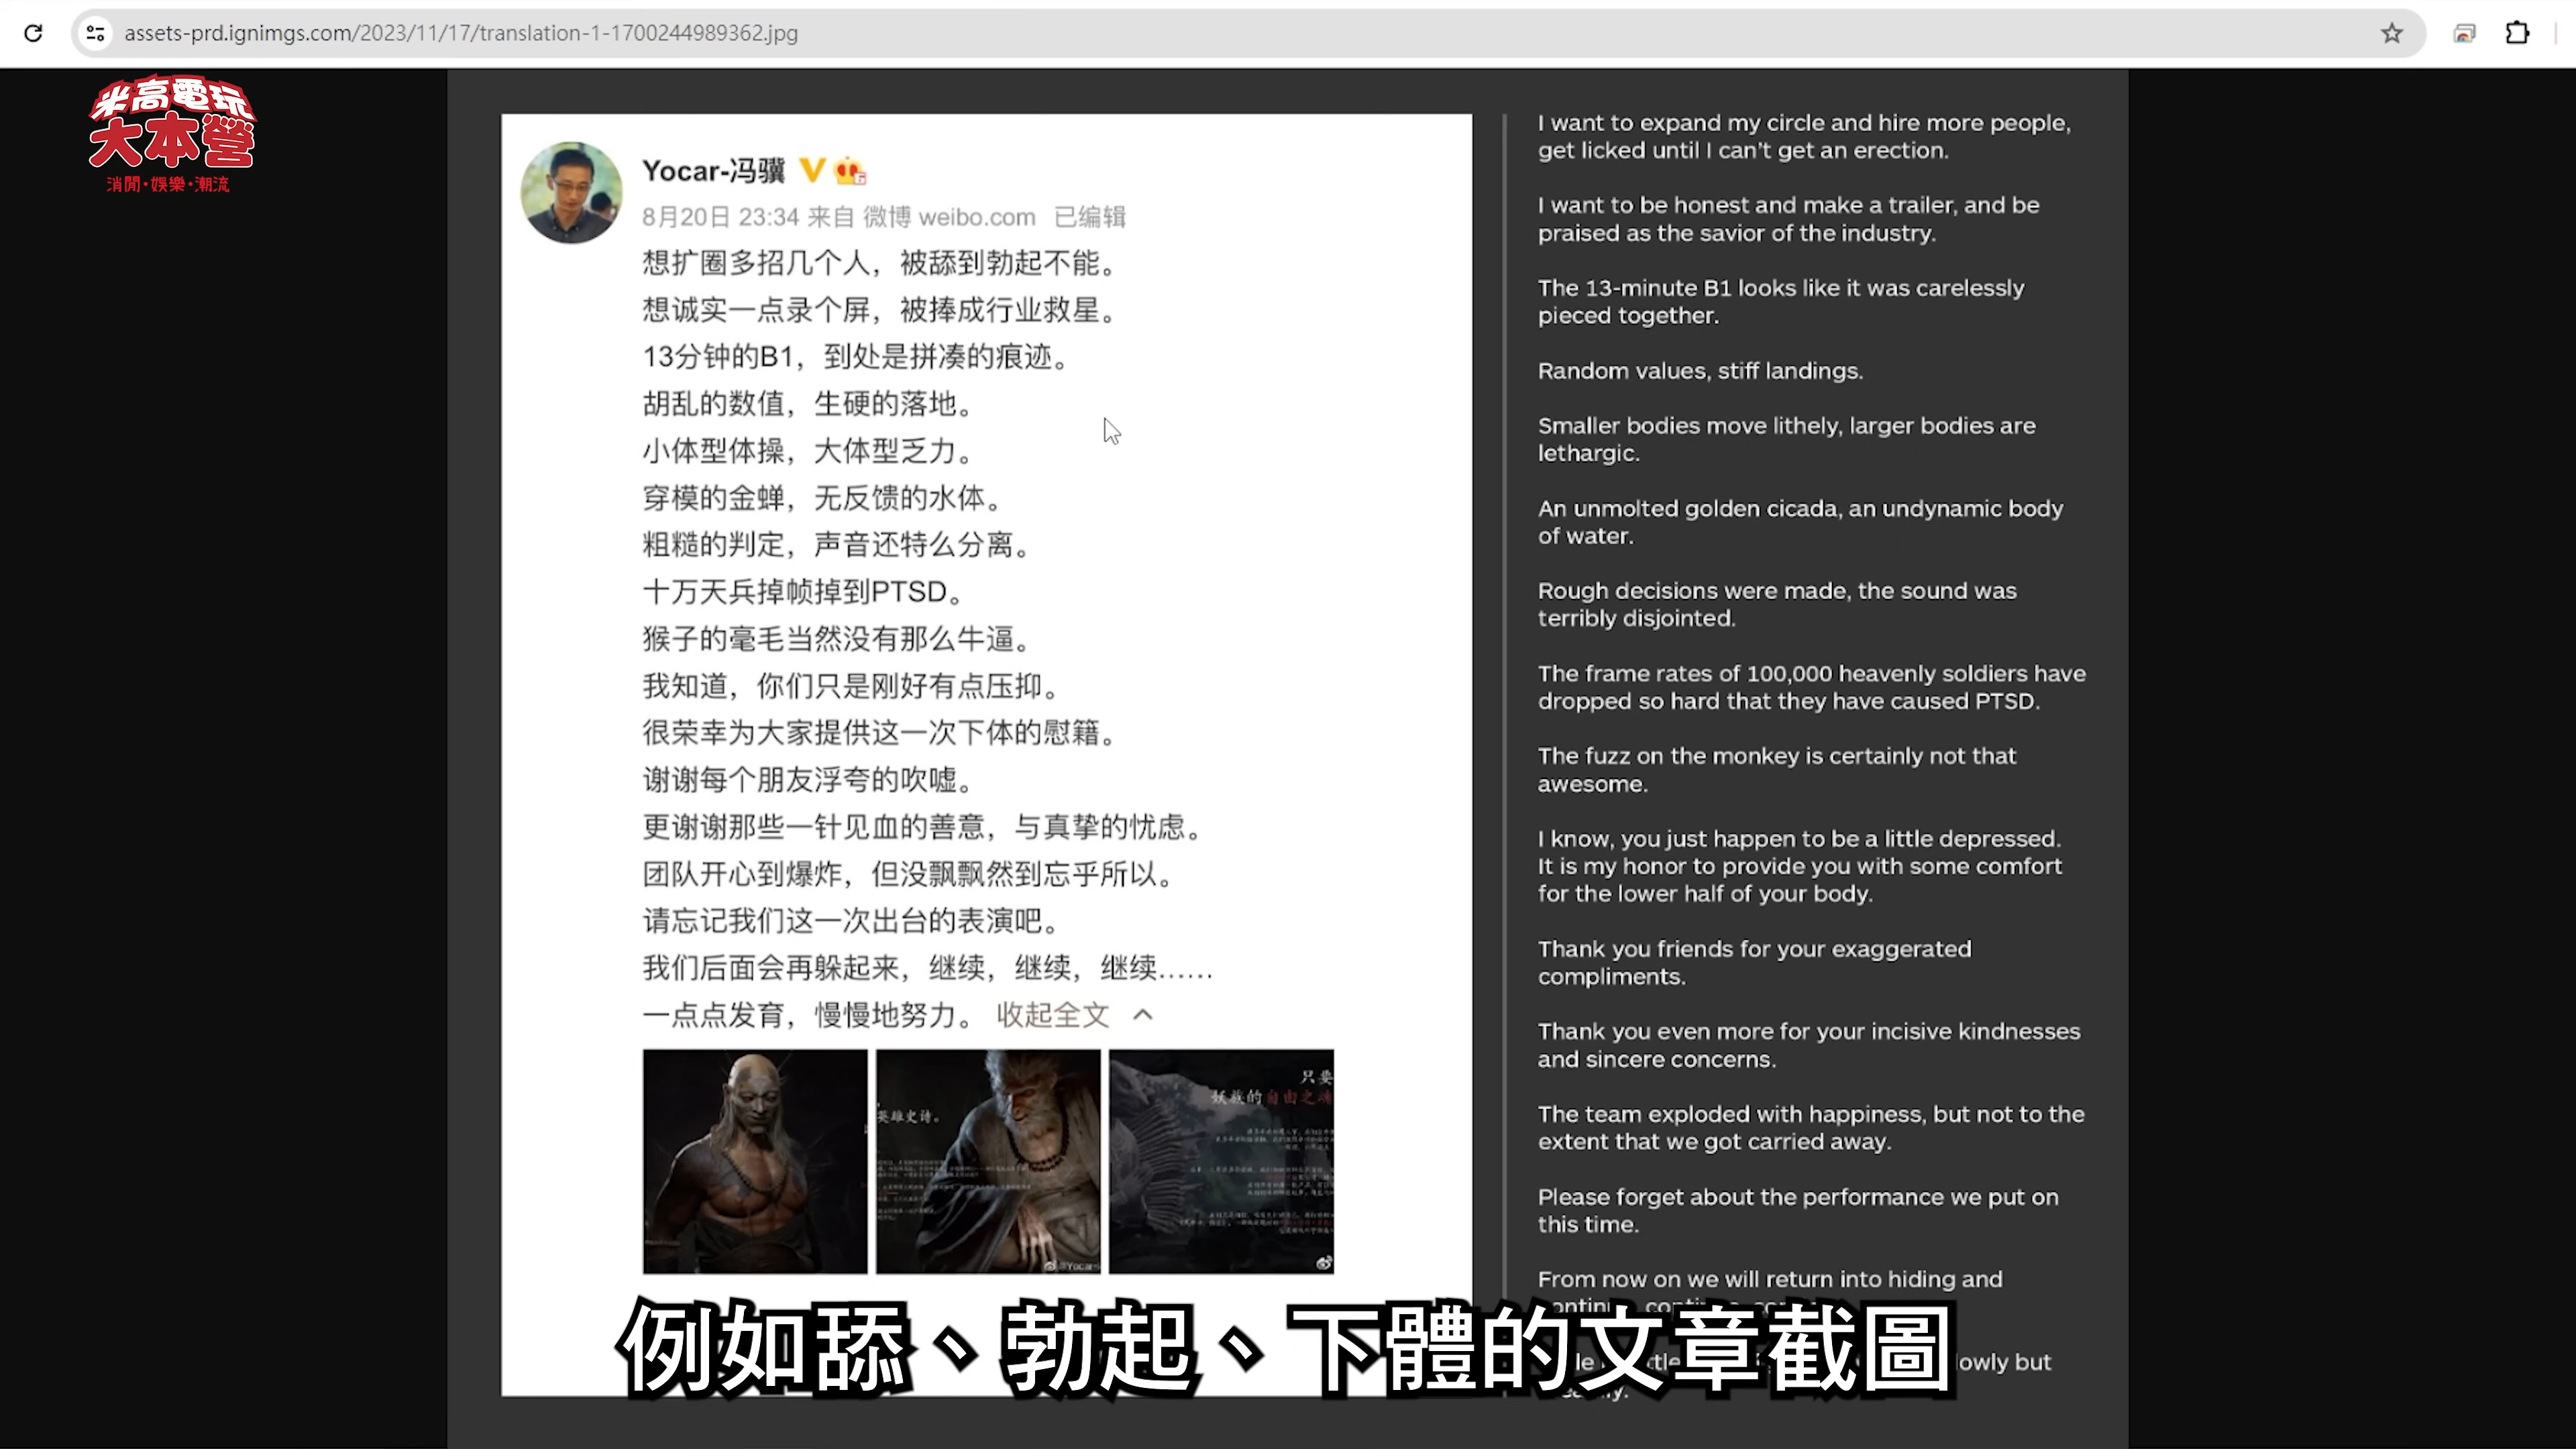 assets-prd.ignimgs.com/2023/11/17/translation-1-1700244989362.jpg
米高電玩
大本營
消閒•娛樂•潮流
Yocar-冯骥
8月20日 23:34 来自 微博 weibo.com 已编辑
想扩圈多招几个人，被舔到勃起不能。
想诚实一点录个屏，被捧成行业救星。
13分钟的B1，到处是拼凑的痕迹。
胡乱的数值，生硬的落地。
小体型体操，大体型乏力。
穿模的金蝉，无反馈的水体。
粗糙的判定，声音还特么分离。
十万天兵掉帧掉到PTSD。
猴子的毫毛当然没有那么牛逼。
我知道，你们只是刚好有点压抑。
很荣幸为大家提供这一次下体的慰籍。
谢谢每个朋友浮夸的吹嘘。
更谢谢那些一针见血的善意，与真挚的忧虑。
团队开心到爆炸，但没飘飘然到忘乎所以。
请忘记我们这一次出台的表演吧。
我们后面会再躲起来，继续，继续，继续……
一点点发育，慢慢地努力。 收起全文
英雄史诗。
@Yocar-
只要
妖族的自由之魂
I want to expand my circle and hire more people,
get licked until I can't get an erection.
I want to be honest and make a trailer, and be
praised as the savior of the industry.
The 13-minute B1 looks like it was carelessly
pieced together.
Random values, stiff landings.
Smaller bodies move lithely, larger bodies are
lethargic.
An unmolted golden cicada, an undynamic body
of water.
Rough decisions were made, the sound was
terribly disjointed.
The frame rates of 100,000 heavenly soldiers have
dropped so hard that they have caused PTSD.
The fuzz on the monkey is certainly not that
awesome.
I know, you just happen to be a little depressed.
It is my honor to provide you with some comfort
for the lower half of your body.
Thank you friends for your exaggerated
compliments.
Thank you even more for your incisive kindnesses
and sincere concerns.
The team exploded with happiness, but not to the
extent that we got carried away.
Please forget about the performance we put on
this time.
From now on we will return into hiding and
but
例如舔、勃起、下體的文章截圖